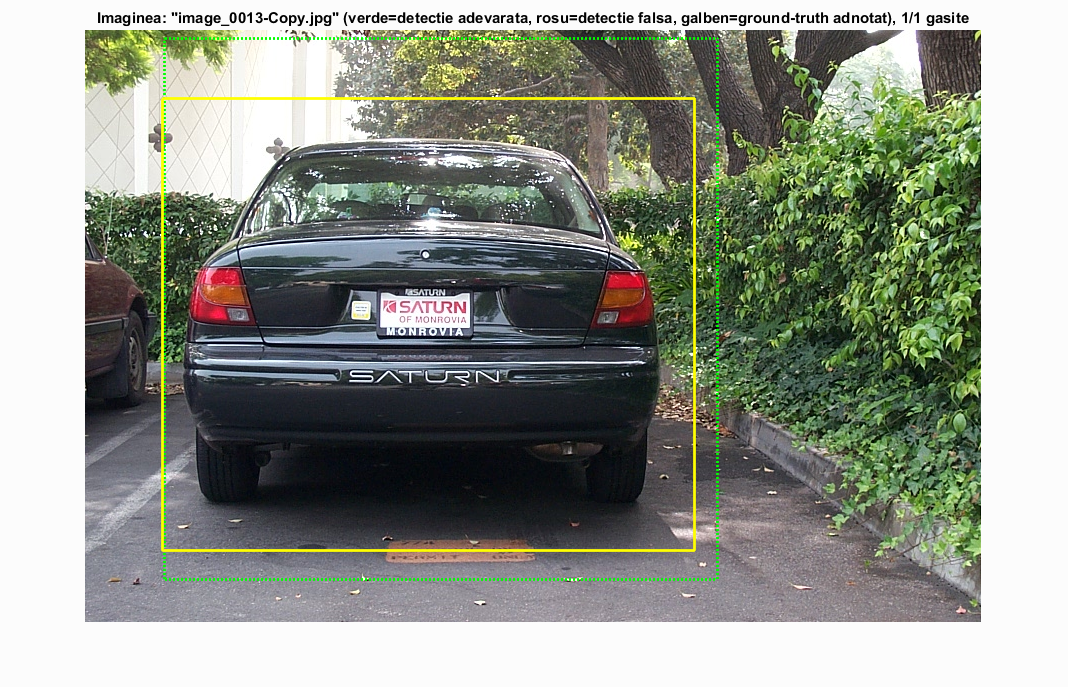 Imaginea: "image_0013-Copy.jpg" (verde=detectie adevarata, rosu=detectie falsa, galben=ground-truth adnotat), 1/1 gasite
SATURN
SATURN
OF MONROVIA
MONROVIA
SATURN
PERMIT